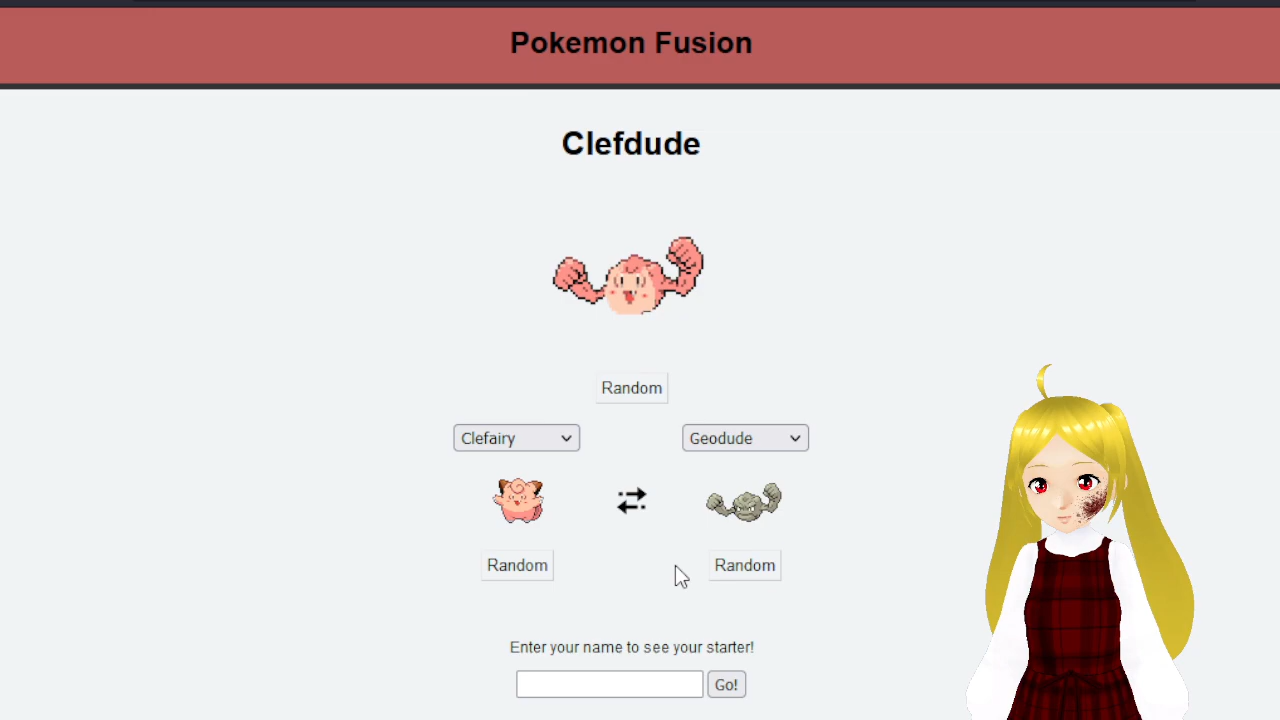 Pokemon Fusion
Clefdude
Random
Clefairy
Geodude
Random
Random
Enter your name to see your starter!
Go!